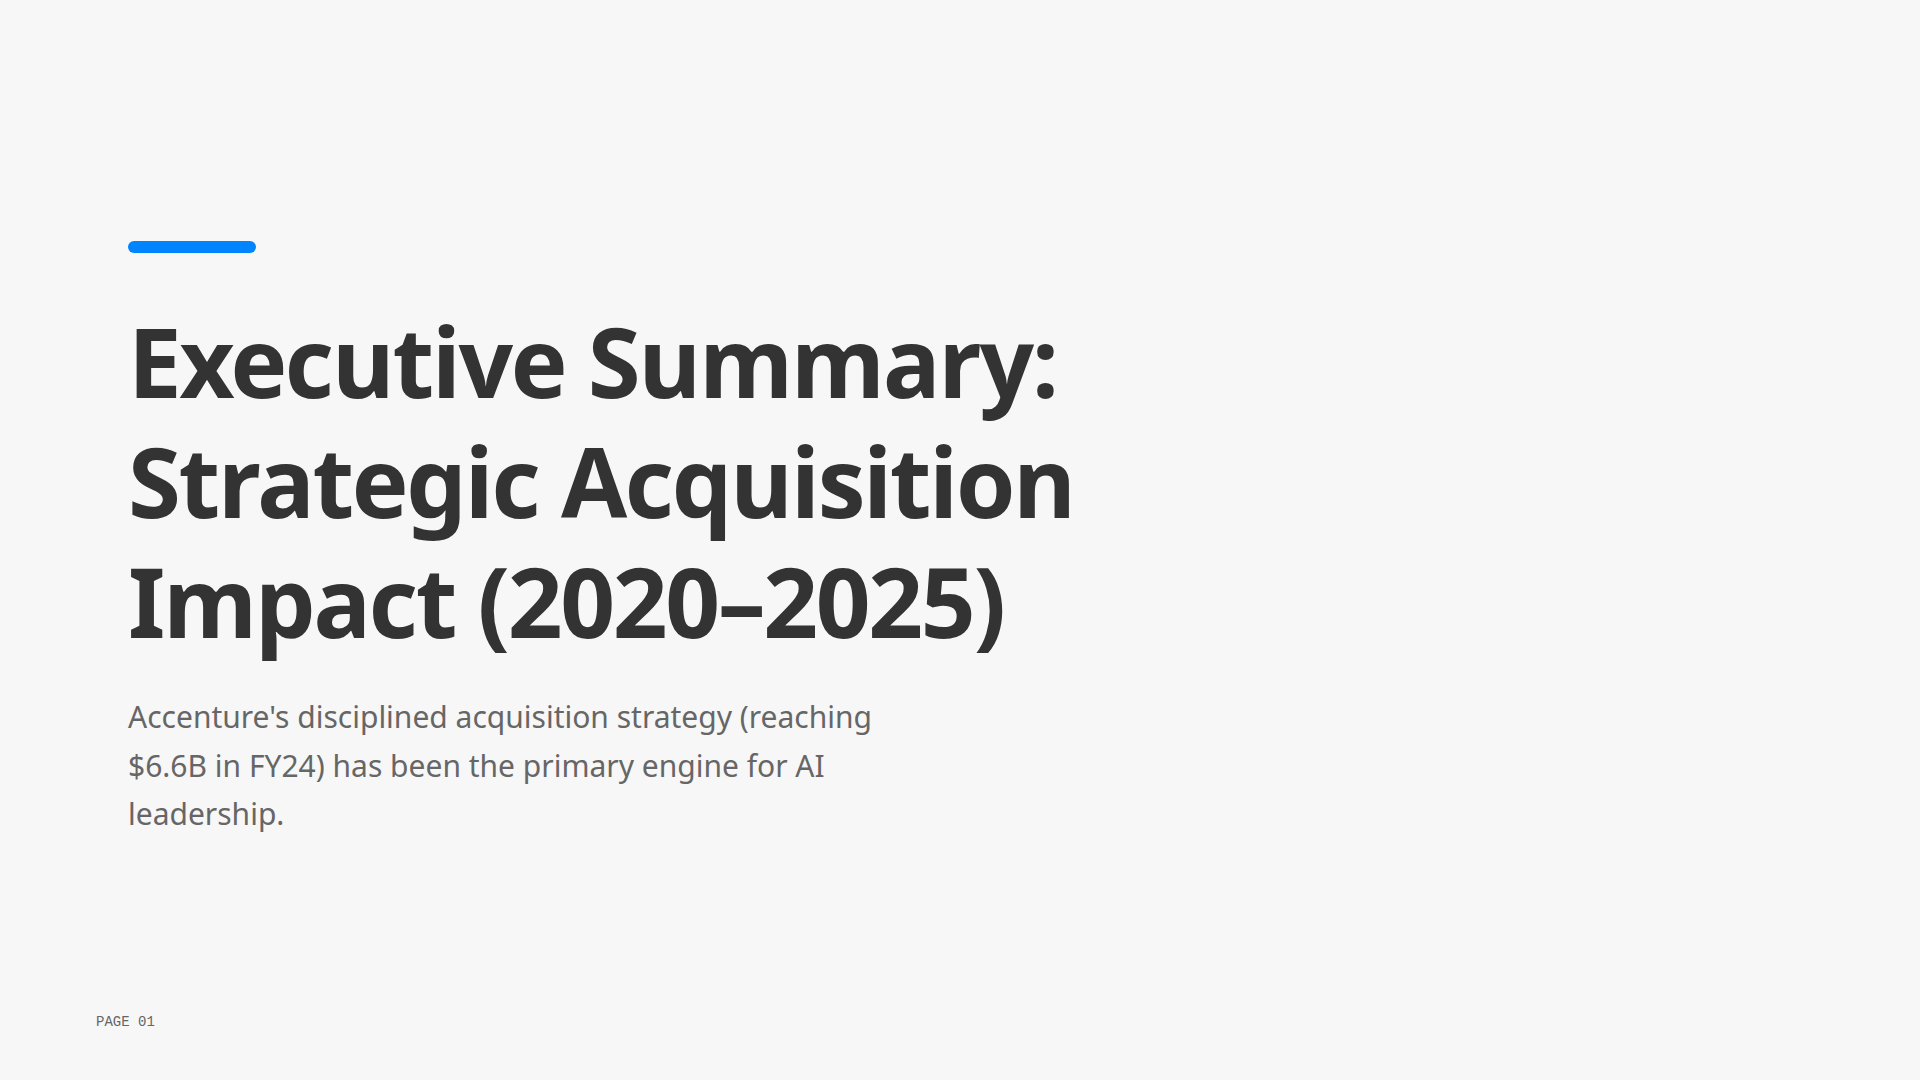 Executive Summary:
Strategic Acquisition
Impact (2020–2025)
Accenture's disciplined acquisition strategy (reaching
$6.6B in FY24) has been the primary engine for AI
leadership.
PAGE 01